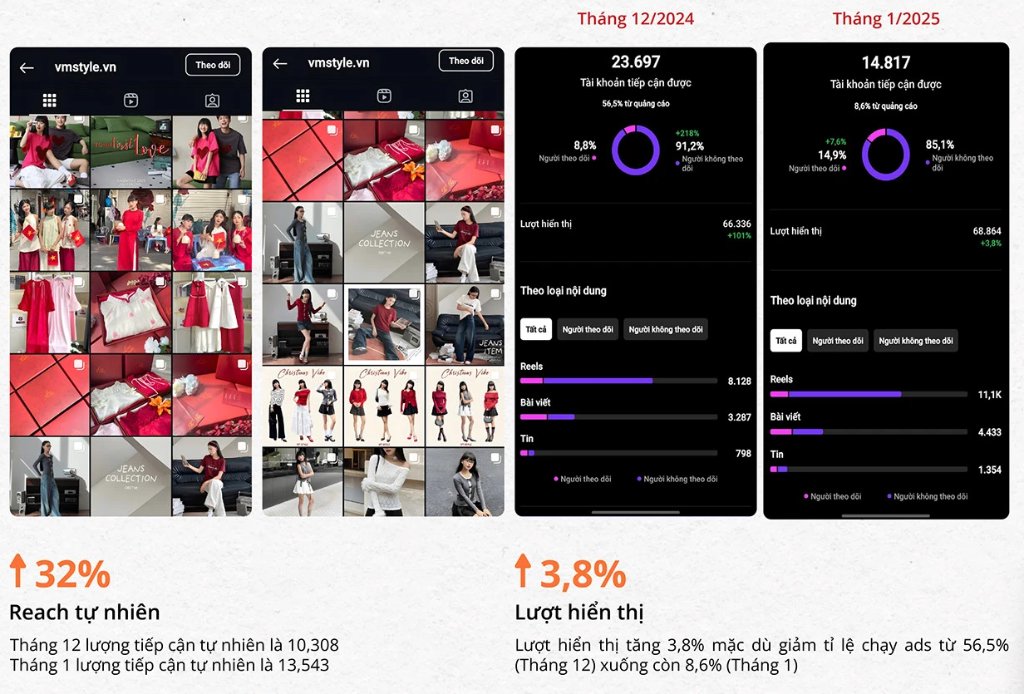 Tháng 12/2024
Tháng 1/2025
vmstyle.vn
Theo dõi
Love
JEANS
COLLECTION
vmstyle.vn
Theo dõi
JEANS
COLLECTION
JEANS
ITEM
Christmas Vibe
Christmas Vibe
Christmas Vibe
23.697
Tài khoản tiếp cận được
56,5% từ quảng cáo
8,8%
Người theo dõi
+218%
91,2%
Người không theo
dõi
Lượt hiển thị
66.336
+101%
Theo loại nội dung
Tất cả
Người theo dõi
Người không theo dõi
Reels
8.128
Bài viết
3.287
Tin
798
Người theo dõi
Người không theo dõi
14.817
Tài khoản tiếp cận được
8,6% từ quảng cáo
+7,6%
14,9%
Người theo dõi
85,1%
Người không theo
dõi
Lượt hiển thị
68.864
+3,8%
Theo loại nội dung
Tất cả
Người theo dõi
Người không theo dõi
Reels
11,1K
Bài viết
4.433
Tin
1.354
Người theo dõi
Người không theo dõi
32%
Reach tự nhiên
Tháng 12 lượng tiếp cận tự nhiên là 10,308
Tháng 1 lượng tiếp cận tự nhiên là 13,543
3,8%
Lượt hiển thị
Lượt hiển thị tăng 3,8% mặc dù giảm tỉ lệ chạy ads từ 56,5%
(Tháng 12) xuống còn 8,6% (Tháng 1)